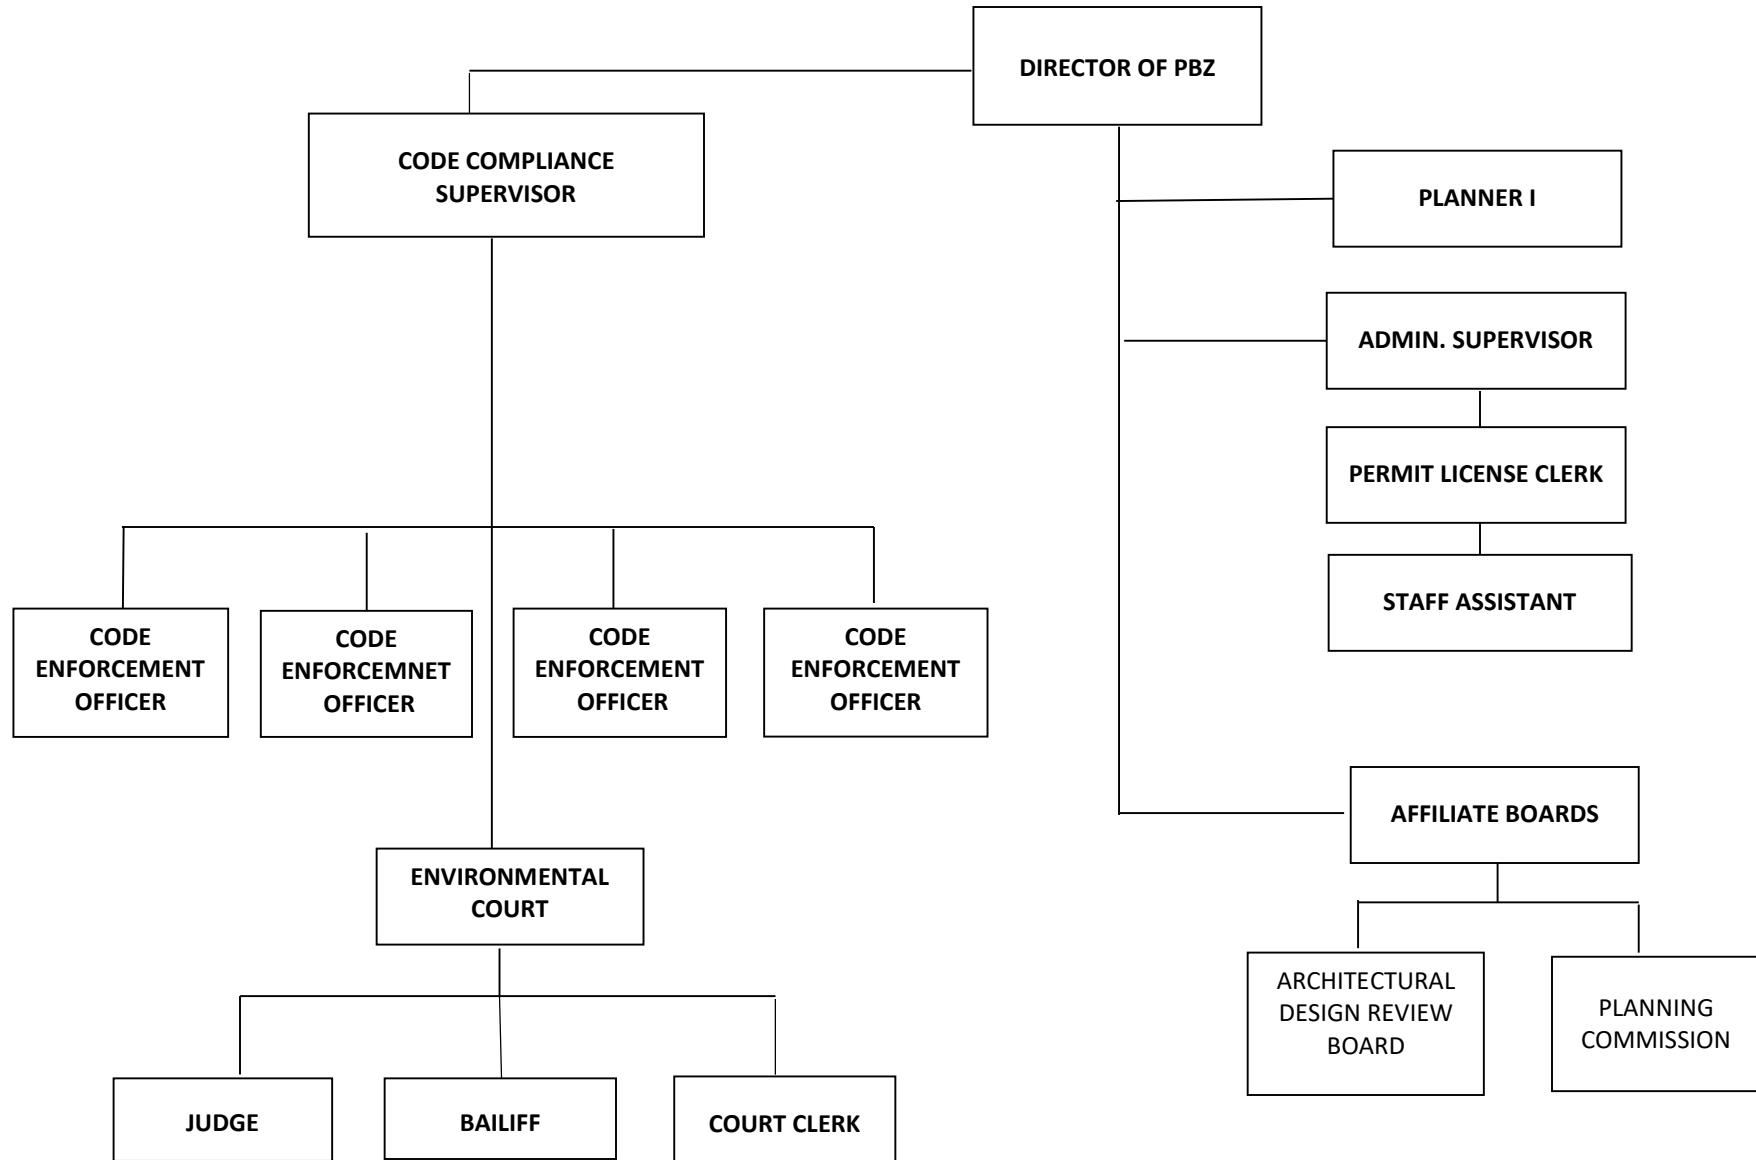 DIRECTOR OF PBZ
CODE COMPLIANCE
SUPERVISOR
PLANNER I
ADMIN. SUPERVISOR
PERMIT LICENSE CLERK
STAFF ASSISTANT
CODE
ENFORCEMENT
OFFICER
CODE
ENFORCEMNET
OFFICER
CODE
ENFORCEMENT
OFFICER
CODE
ENFORCEMENT
OFFICER
AFFILIATE BOARDS
ENVIRONMENTAL
COURT
ARCHITECTURAL
DESIGN REVIEW
BOARD
PLANNING
COMMISSION
JUDGE
BAILIFF
COURT CLERK